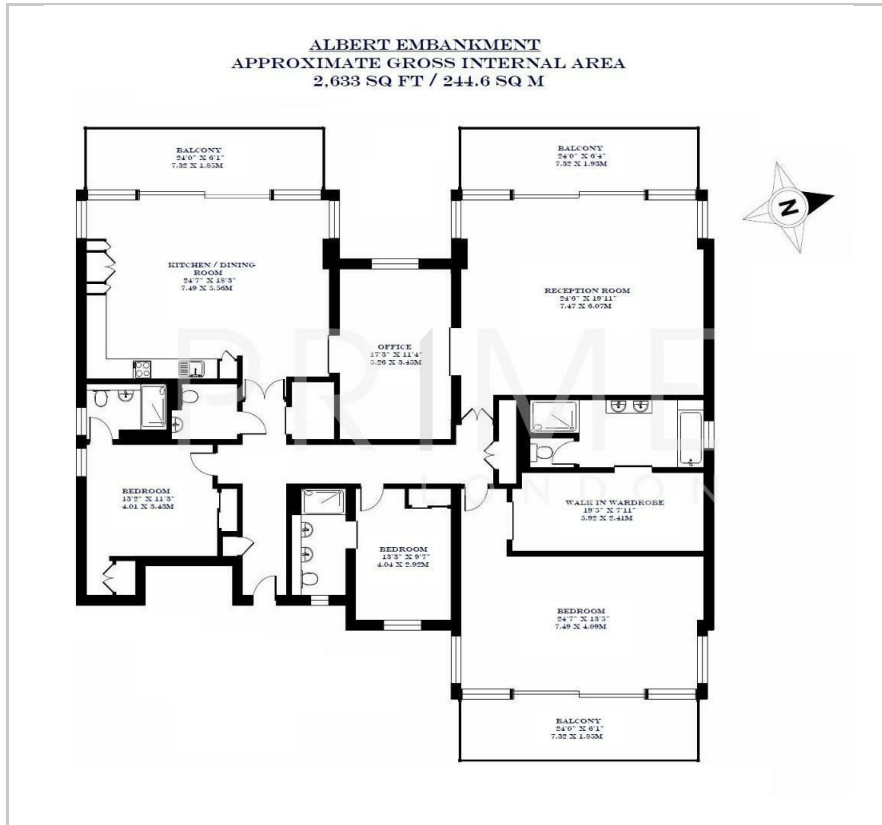 ALBERT EMBANKMENT
APPROXIMATE GROSS INTERNAL AREA
2,633 SQ FT / 244.6 SQ M
BALCONY
24'0" X 6'1"
7.32 X 1.85M
BALCONY
24'0" X 6'4"
7.32 X 1.93M
N
KITCHEN / DINING
ROOM
24'7" X 18'3"
7.49 X 5.56M
RECEPTION ROOM
24'6" X 19'11"
7.47 X 6.07M
OFFICE
17'3" X 11'4"
5.26 X 3.45M
PRIME
LONDON
BEDROOM
13'2" X 11'3"
4.01 X 3.43M
WALK IN WARDROBE
19'5" X 7'11"
5.92 X 2.41M
BEDROOM
13'3" X 9'7"
4.04 X 2.92M
BEDROOM
24'7" X 13'5"
7.49 X 4.09M
BALCONY
24'0" X 6'1"
7.32 X 1.85M